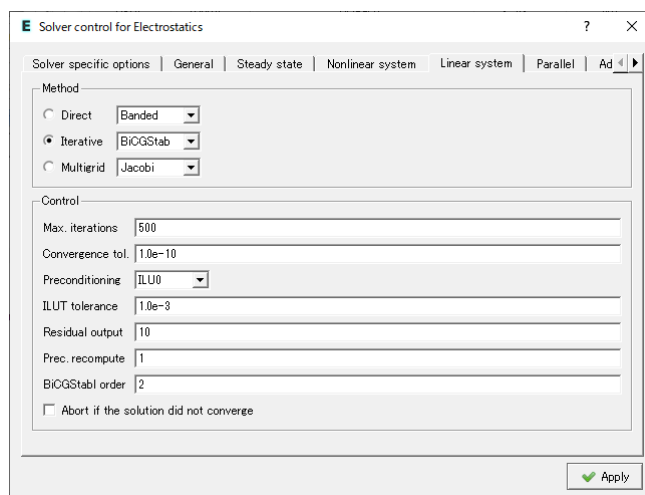 E Solver control for Electrostatics ? ×
Solver specific options General Steady state Nonlinear system Linear system Parallel Ad
Method
Direct Banded
Iterative BiCGStab
Multigrid Jacobi
Control
Max. iterations 500
Convergence tol. 1.0e-10
Preconditioning ILU0
ILUT tolerance 1.0e-3
Residual output 10
Prec. recompute 1
BiCGStabl order 2
Abort if the solution did not converge
Apply